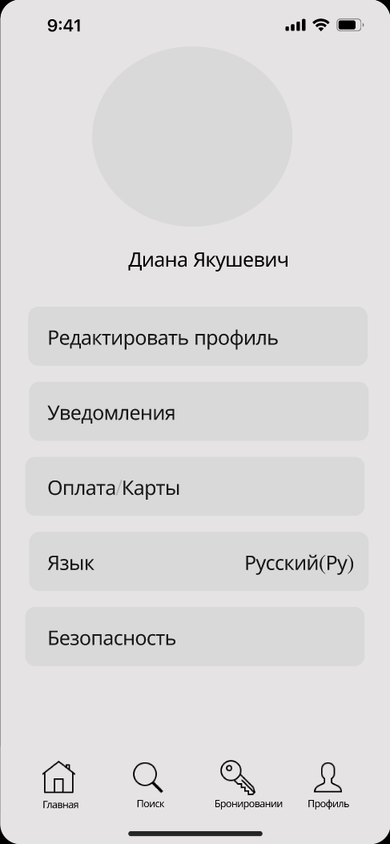 9:41
Диана Якушевич
Редактировать профиль
Уведомления
Оплата/Карты
Язык Русский(Ру)
Безопасность
Главная Поиск Бронировании Профиль